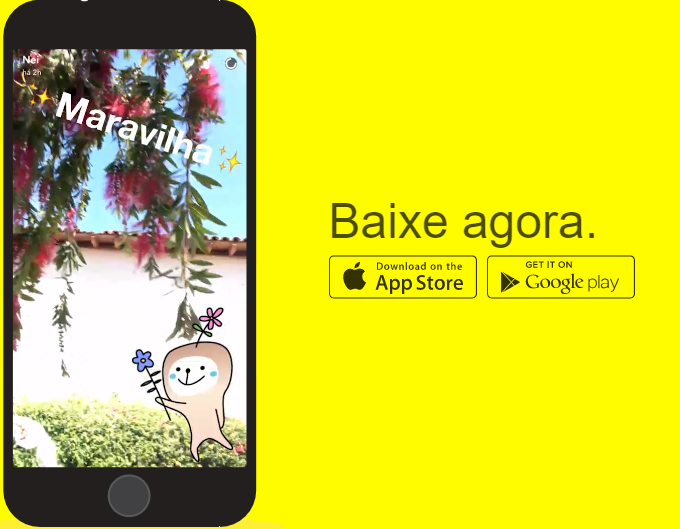 Nei
há 2h
Maravilha
Baixe agora.
Download on the
App Store
GET IT ON
Google play